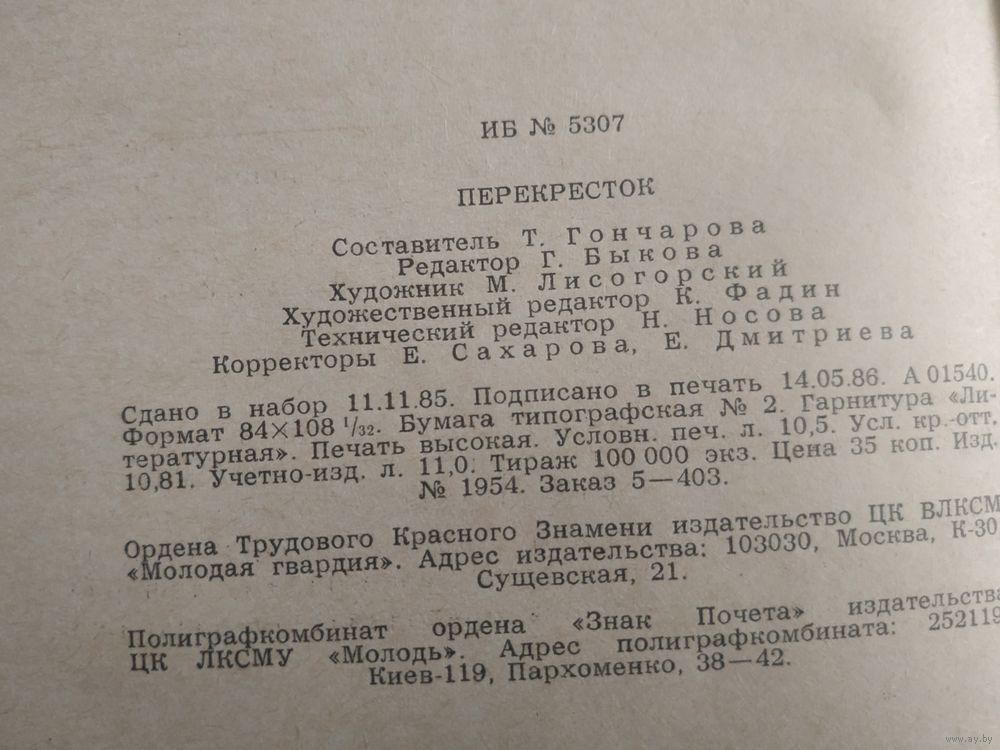 ИБ № 5307
ПЕРЕКРЕСТОК
Составитель Т. Гончарова
Редактор Г. Быкова
Художник М. Лисогорский
Художественный редактор К. Фадин
Технический редактор Н. Носова
Корректоры Е. Сахарова, Е. Дмитриева
Сдано в набор 11.11.85. Подписано в печать 14.05.86. А 01540.
Формат 84×108 1/32. Бумага типографская № 2. Гарнитура «Ли-
тературная». Печать высокая. Условн. печ. л. 10,5. Усл. кр.-отт.
10,81. Учетно-изд. л. 11,0. Тираж 100 000 экз. Цена 35 коп. Изд.
№ 1954. Заказ 5—403.
Ордена Трудового Красного Знамени издательство ЦК ВЛКСМ
«Молодая гвардия». Адрес издательства: 103030, Москва, К-30,
Сущевская, 21.
Полиграфкомбинат ордена «Знак Почета» издательства
ЦК ЛКСМУ «Молодь». Адрес полиграфкомбината: 252119,
Киев-119, Пархоменко, 38—42.
www.ay.by